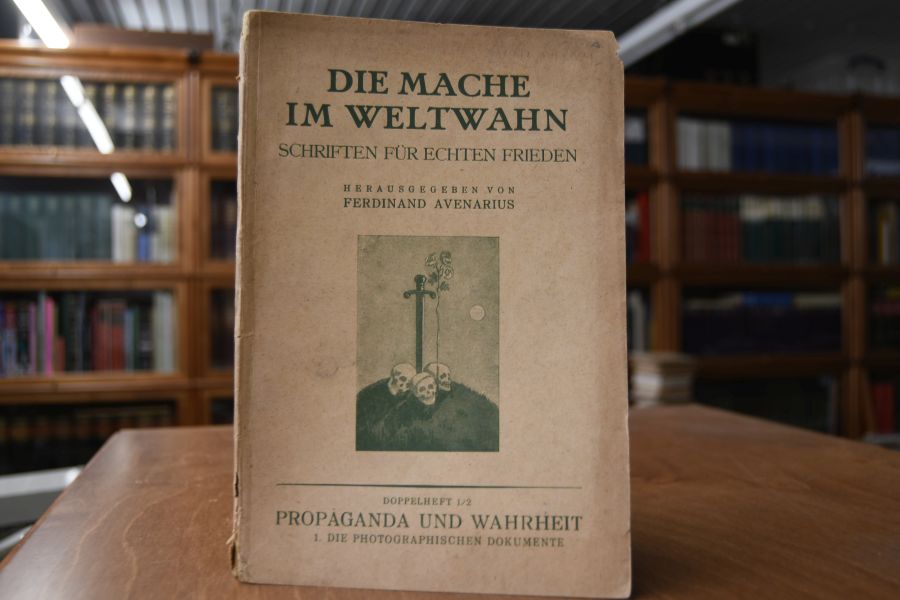 DIE MACHE
IM WELTWAHN
SCHRIFTEN FÜR ECHTEN FRIEDEN
HERAUSGEGEBEN VON
FERDINAND AVENARIUS
DOPPELHEFT 1/2
PROPAGANDA UND WAHRHEIT
1. DIE PHOTOGRAPHISCHEN DOKUMENTE